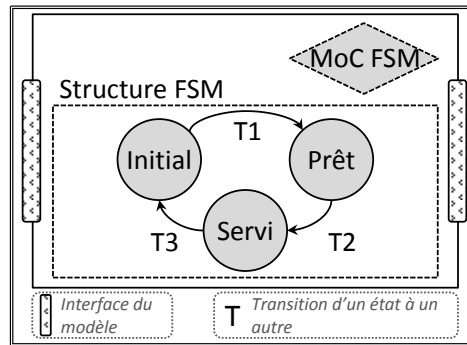 MoC FSM
Structure FSM
T1
Initial
Prêt
Servi
T3
T2
Interface du
modèle
T
Transition d'un état à un
autre